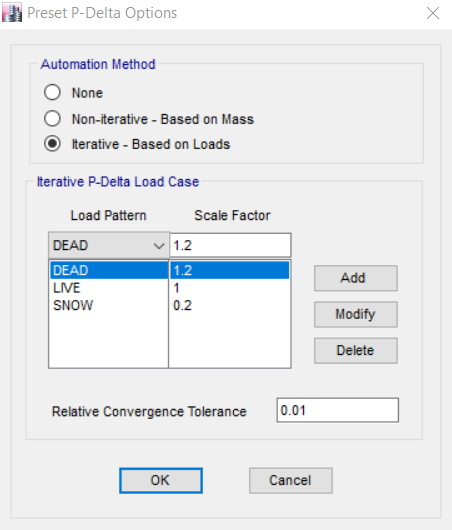 Preset P-Delta Options
Automation Method
None
Non-iterative - Based on Mass
Iterative - Based on Loads
Iterative P-Delta Load Case
Load Pattern Scale Factor
DEAD 1.2
DEAD 1.2
LIVE 1
SNOW 0.2
Add
Modify
Delete
Relative Convergence Tolerance 0.01
OK Cancel